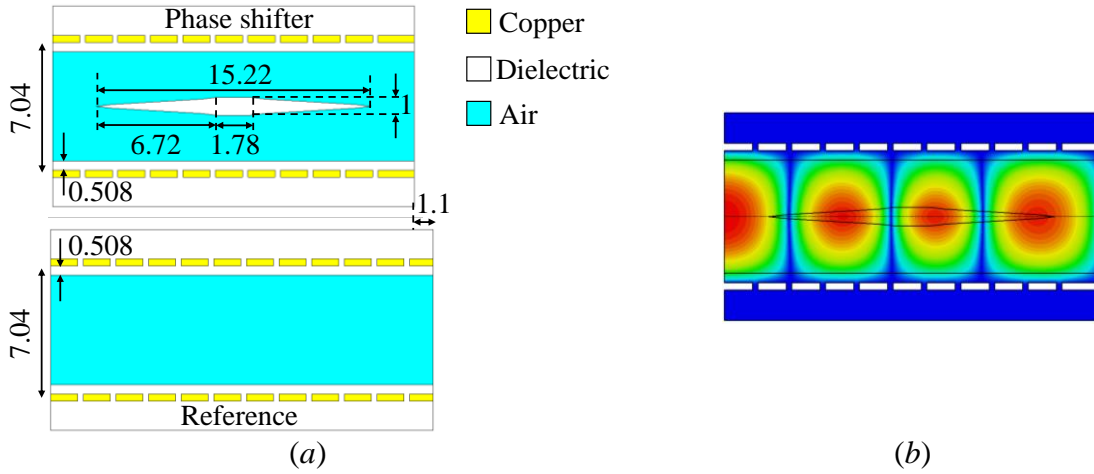 Phase shifter
Copper
Dielectric
Air
7.04
15.22
1
6.72
1.78
0.508
1.1
0.508
7.04
Reference
(a)
(b)